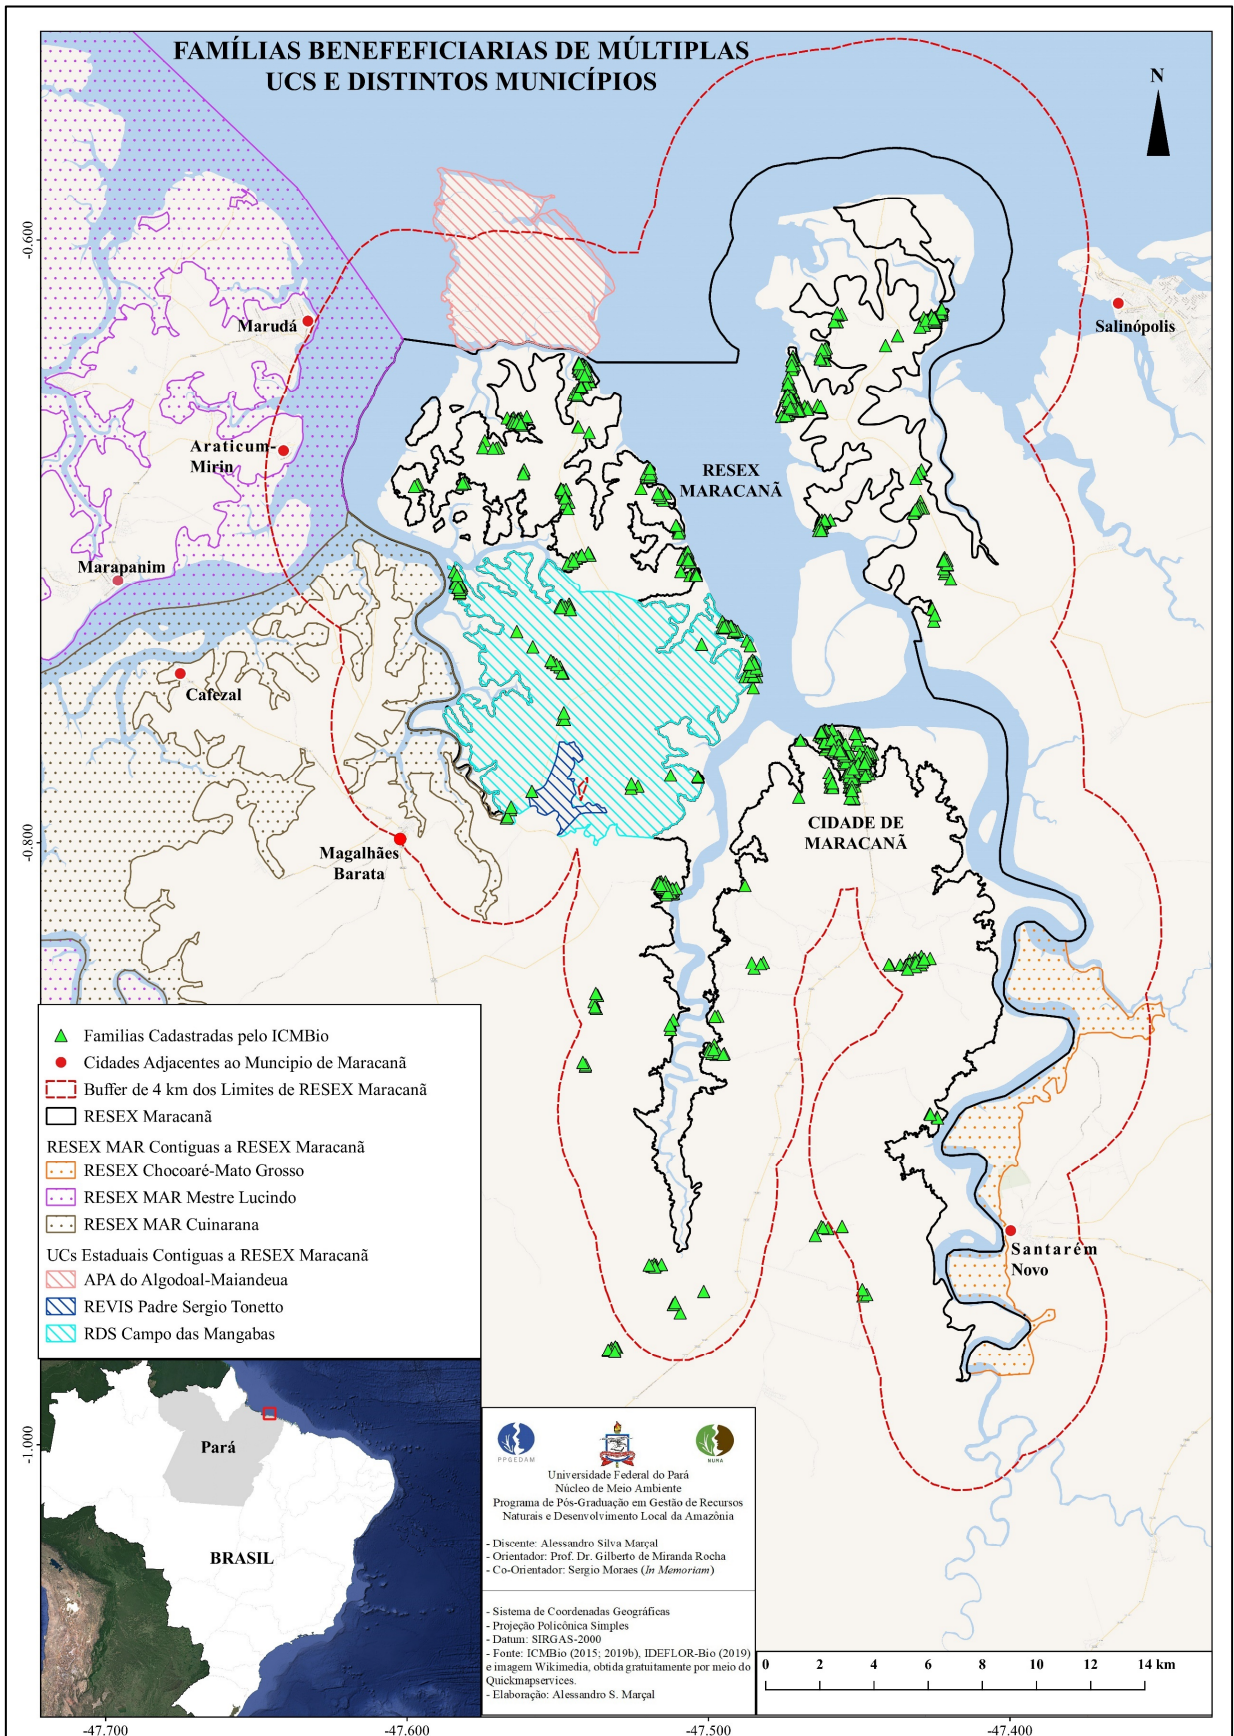 FAMÍLIAS BENEFEFICIARIAS DE MÚLTIPLAS
UCS E DISTINTOS MUNICÍPIOS
N
-0.600
-0.800
-1.000
Marudá
Salinópolis
Araticum-
Mirin
RESEX
MARACANÃ
Marapanim
Cafezal
CIDADE DE
MARACANÃ
Magalhães
Barata
Santarém
Novo
Familias Cadastradas pelo ICMBio
Cidades Adjacentes ao Muncipio de Maracanã
Buffer de 4 km dos Limites de RESEX Maracanã
RESEX Maracanã
RESEX MAR Contiguas a RESEX Maracanã
RESEX Chocoaré-Mato Grosso
RESEX MAR Mestre Lucindo
RESEX MAR Cuinarana
UCs Estaduais Contiguas a RESEX Maracanã
APA do Algodoal-Maiandeua
REVIS Padre Sergio Tonetto
RDS Campo das Mangabas
Pará
BRASIL
PPGEDAM
NUMA
Universidade Federal do Pará
Núcleo de Meio Ambiente
Programa de Pós-Graduação em Gestão de Recursos
Naturais e Desenvolvimento Local da Amazônia
- Discente: Alessandro Silva Marçal
- Orientador: Prof. Dr. Gilberto de Miranda Rocha
- Co-Orientador: Sergio Moraes (In Memoriam)
- Sistema de Coordenadas Geográficas
- Projeção Policônica Simples
- Datum: SIRGAS-2000
- Fonte: ICMBio (2015; 2019b), IDEFLOR-Bio (2019)
e imagem Wikimedia, obtida gratuitamente por meio do
Quickmapservices.
- Elaboração: Alessandro S. Marçal
0 2 4 6 8 10 12 14 km
-47.700 -47.600 -47.500 -47.400